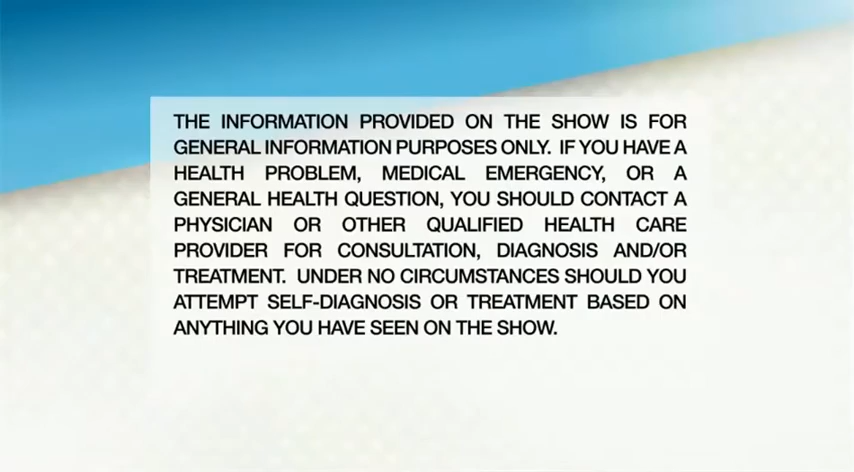 THE INFORMATION PROVIDED ON THE SHOW IS FOR
GENERAL INFORMATION PURPOSES ONLY. IF YOU HAVE A
HEALTH PROBLEM, MEDICAL EMERGENCY, OR A
GENERAL HEALTH QUESTION, YOU SHOULD CONTACT A
PHYSICIAN OR OTHER QUALIFIED HEALTH CARE
PROVIDER FOR CONSULTATION, DIAGNOSIS AND/OR
TREATMENT. UNDER NO CIRCUMSTANCES SHOULD YOU
ATTEMPT SELF-DIAGNOSIS OR TREATMENT BASED ON
ANYTHING YOU HAVE SEEN ON THE SHOW.